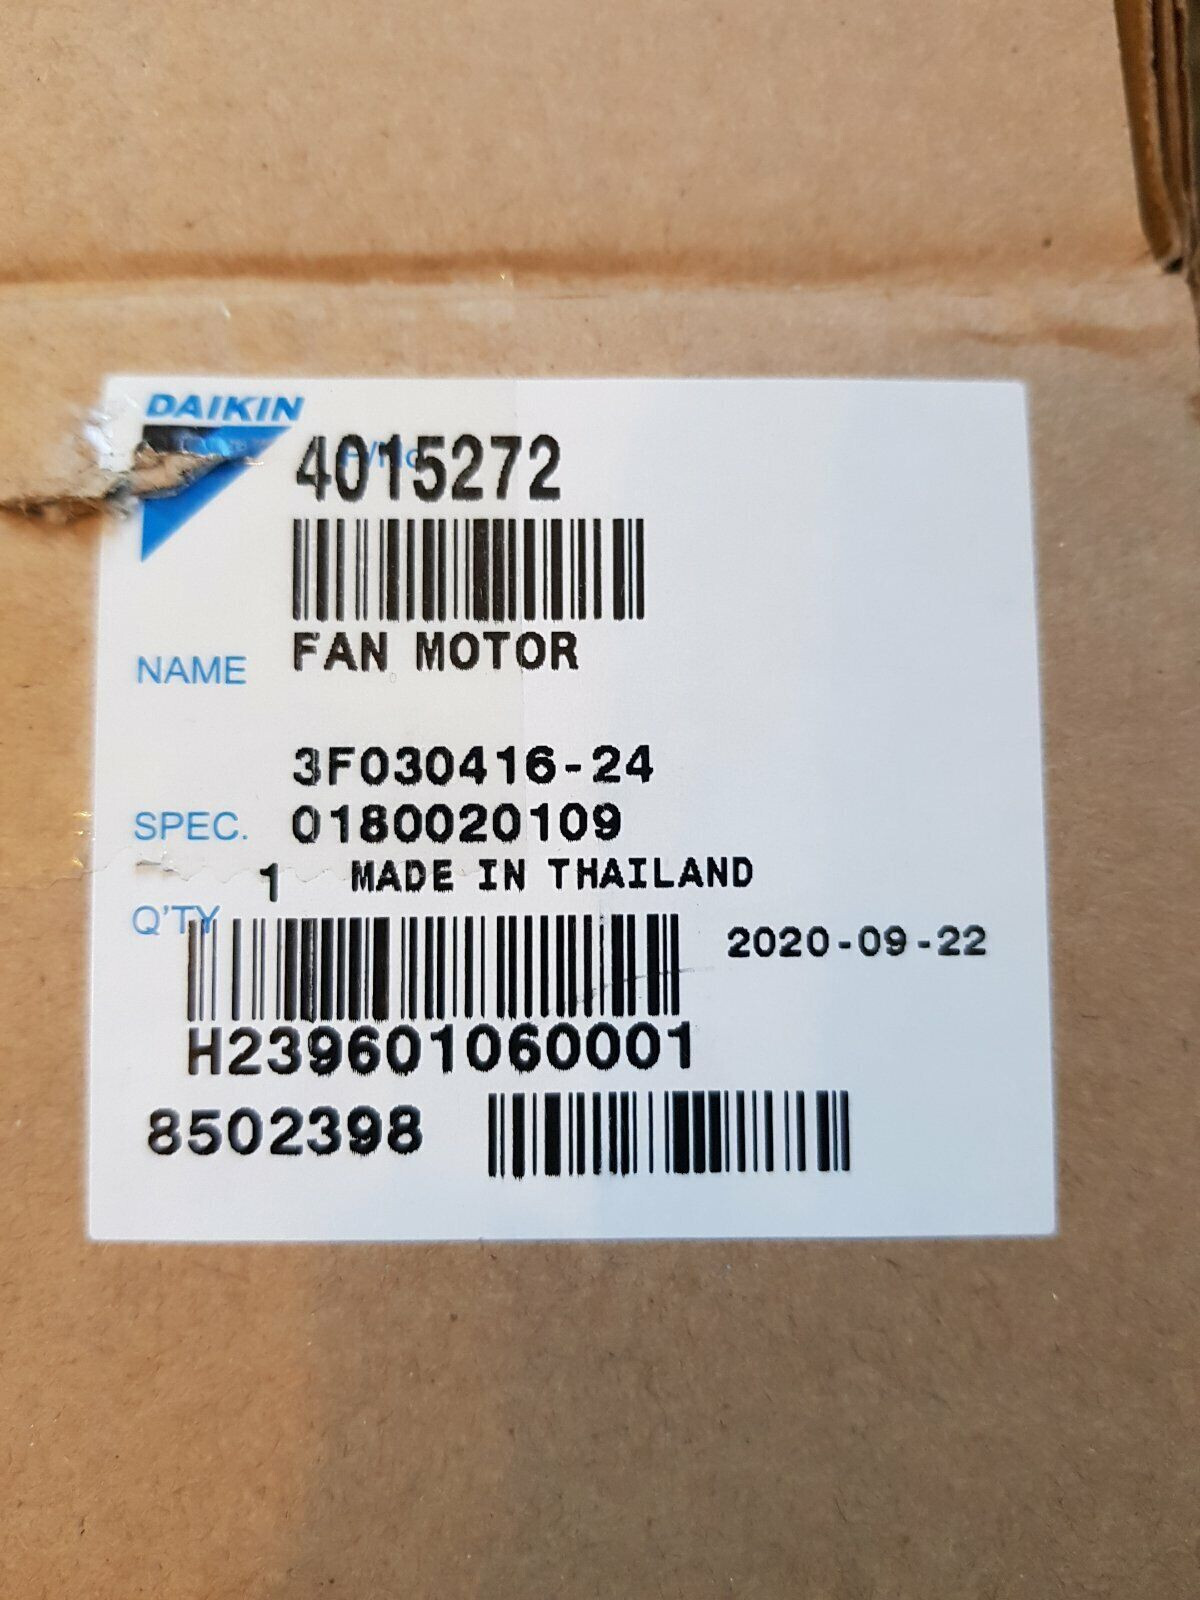 DAIKIN
P/No
4015272
NAME FAN MOTOR
3F030416-24
SPEC. 0180020109
1 MADE IN THAILAND
Q'TY
2020-09-22
H239601060001
8502398